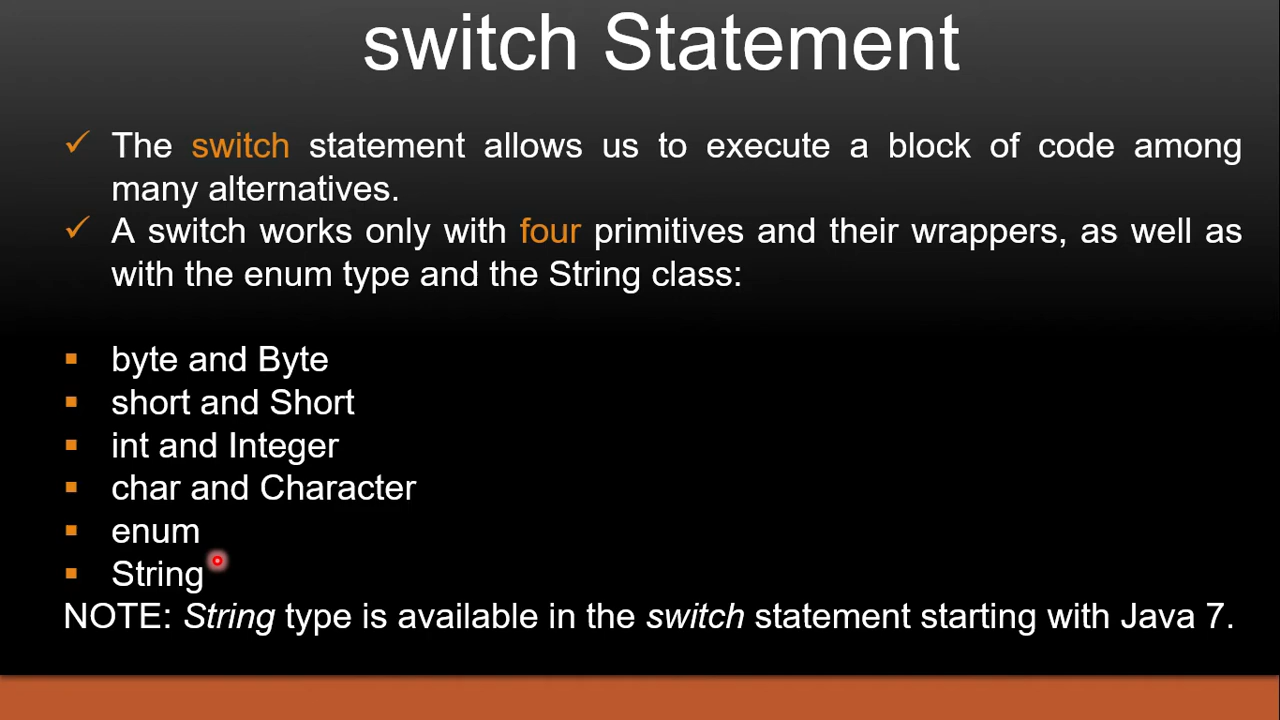 switch Statement
The switch statement allows us to execute a block of code among
many alternatives.
A switch works only with four primitives and their wrappers, as well as
with the enum type and the String class:
byte and Byte
short and Short
int and Integer
char and Character
enum
String
NOTE: String type is available in the switch statement starting with Java 7.